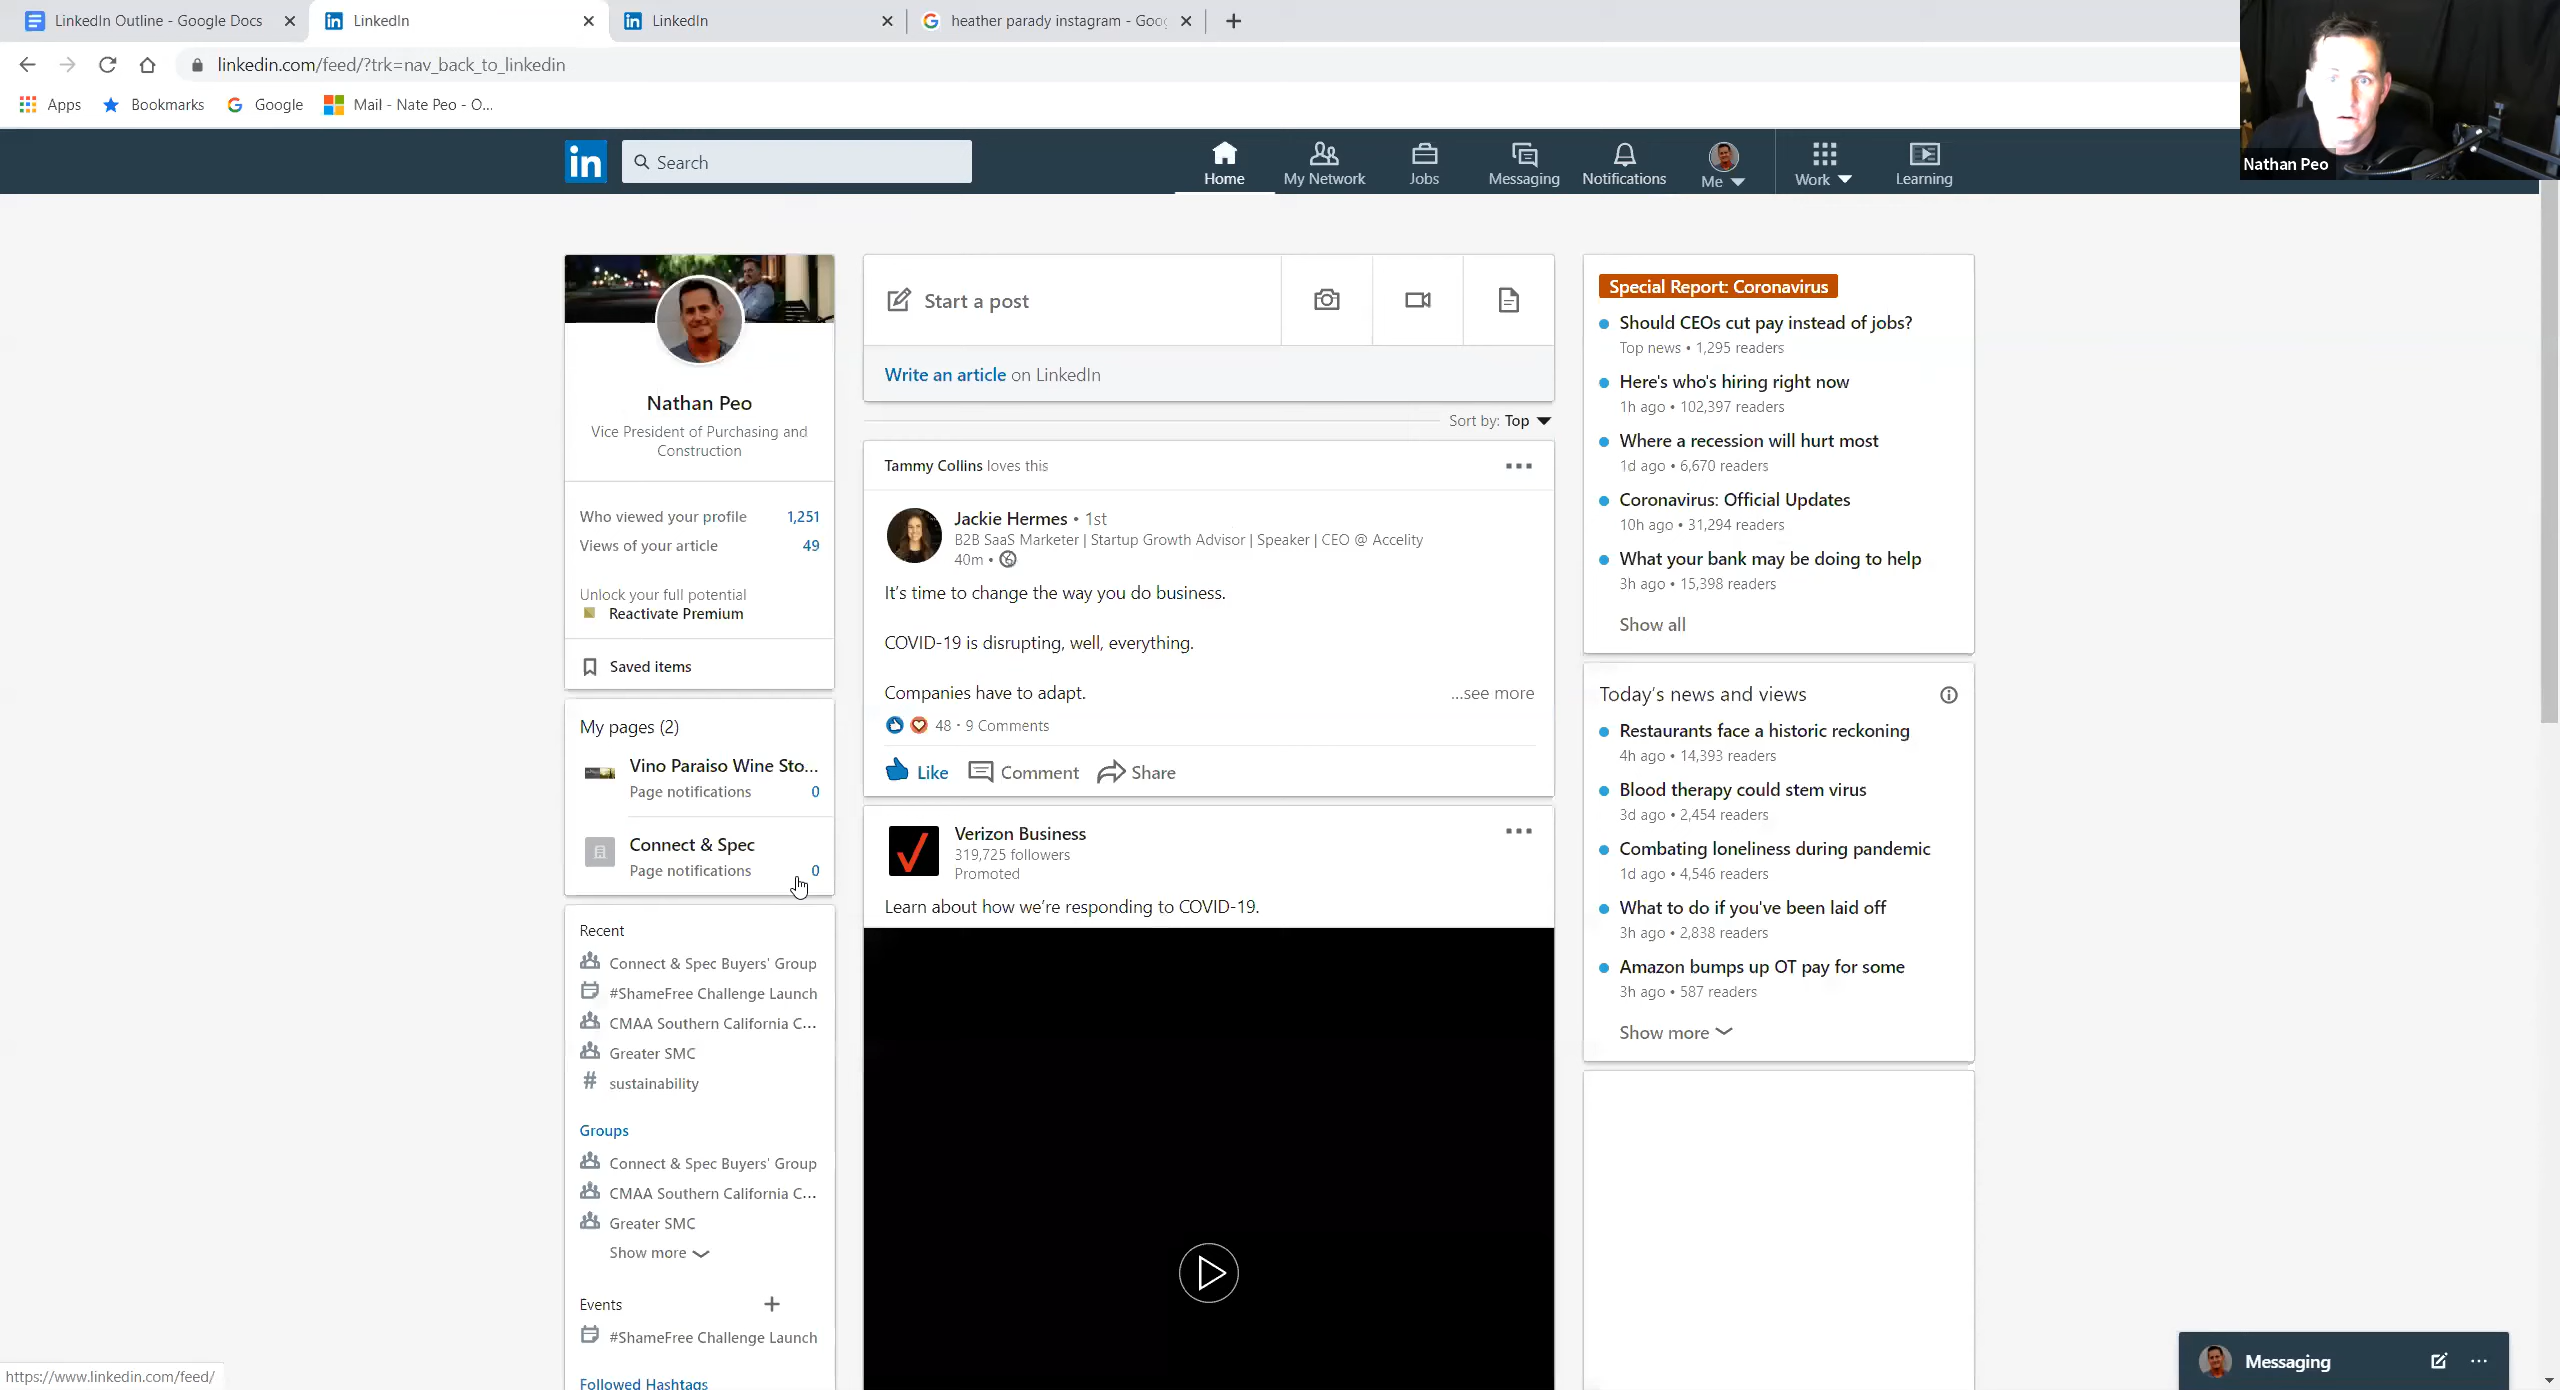 LinkedIn Outline - Google Docs
LinkedIn
LinkedIn
heather parady instagram - Goo
linkedin.com/feed/?trk=nav_back_to_linkedin
Apps
Bookmarks
Google
Mail - Nate Peo - O...
Nathan Peo
in
Search
Home
My Network
Jobs
Messaging
Notifications
Me
Work
Learning
Nathan Peo
Vice President of Purchasing and
Construction
Who viewed your profile 1,251
Views of your article 49
Unlock your full potential
Reactivate Premium
Saved items
My pages (2)
Vino Paraiso Wine Sto...
Page notifications 0
Connect & Spec
Page notifications 0
Recent
Connect & Spec Buyers' Group
#ShameFree Challenge Launch
CMAA Southern California C...
Greater SMC
# sustainability
Groups
Connect & Spec Buyers' Group
CMAA Southern California C...
Greater SMC
Show more
Events +
#ShameFree Challenge Launch
Followed Hashtags
Start a post
Write an article on LinkedIn
Sort by: Top
Tammy Collins loves this
Jackie Hermes • 1st
B2B SaaS Marketer | Startup Growth Advisor | Speaker | CEO @ Accelity
40m •
It's time to change the way you do business.
COVID-19 is disrupting, well, everything.
Companies have to adapt.
...see more
48 · 9 Comments
Like
Comment
Share
Verizon Business
319,725 followers
Promoted
Learn about how we're responding to COVID-19.
Special Report: Coronavirus
Should CEOs cut pay instead of jobs?
Top news • 1,295 readers
Here's who's hiring right now
1h ago • 102,397 readers
Where a recession will hurt most
1d ago • 6,670 readers
Coronavirus: Official Updates
10h ago • 31,294 readers
What your bank may be doing to help
3h ago • 15,398 readers
Show all
Today's news and views
Restaurants face a historic reckoning
4h ago • 14,393 readers
Blood therapy could stem virus
3d ago • 2,454 readers
Combating loneliness during pandemic
1d ago • 4,546 readers
What to do if you've been laid off
3h ago • 2,838 readers
Amazon bumps up OT pay for some
3h ago • 587 readers
Show more
Messaging
https://www.linkedin.com/feed/